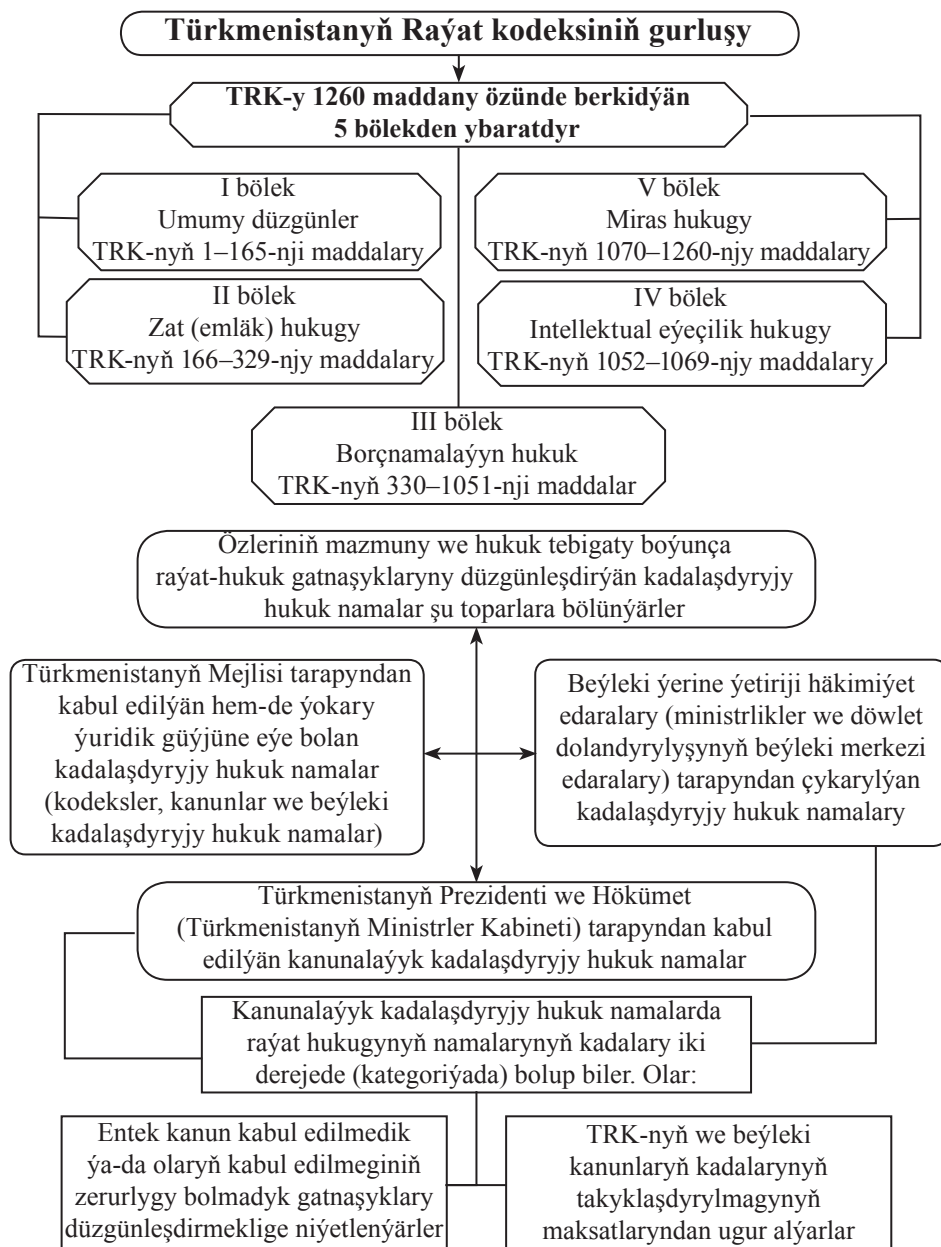 Türkmenistanyň Raýat kodeksiniň gurluşy
TRK-y 1260 maddany özünde berkidýän
5 bölekden ybaratdyr
I bölek
Umumy düzgünler
TRK-nyň 1–165-nji maddalary
V bölek
Miras hukugy
TRK-nyň 1070–1260-njy maddalary
II bölek
Zat (emläk) hukugy
TRK-nyň 166–329-njy maddalary
IV bölek
Intellektual eýeçilik hukugy
TRK-nyň 1052–1069-njy maddalary
III bölek
Borçnamalaýyn hukuk
TRK-nyň 330–1051-nji maddalar
Özleriniň mazmuny we hukuk tebigaty boýunça
raýat-hukuk gatnaşyklaryny düzgünleşdirýän kadalaşdyryjy
hukuk namalar şu toparlara bölünýärler
Türkmenistanyň Mejlisi tarapyndan
kabul edilýän hem-de ýokary
ýuridik güýjüne eýe bolan
kadalaşdyryjy hukuk namalar
(kodeksler, kanunlar we beýleki
kadalaşdyryjy hukuk namalar)
Beýleki ýerine ýetiriji häkimiýet
edaralary (ministrlikler we döwlet
dolandyrylyşynyň beýleki merkezi
edaralary) tarapyndan çykarylýan
kadalaşdyryjy hukuk namalary
Türkmenistanyň Prezidenti we Hökümet
(Türkmenistanyň Ministrler Kabineti) tarapyndan kabul
edilýän kanunalaýyk kadalaşdyryjy hukuk namalar
Kanunalaýyk kadalaşdyryjy hukuk namalarda
raýat hukugynyň namalarynyň kadalary iki
derejede (kategoriýada) bolup biler. Olar:
Entek kanun kabul edilmedik
ýa-da olaryň kabul edilmeginiň
zerurlygy bolmadyk gatnaşyklary
düzgünleşdirmeklige niýetlenýärler
TRK-nyň we beýleki
kanunlaryň kadalarynyň
takyklaşdyrylmagynyň
maksatlaryndan ugur alýarlar